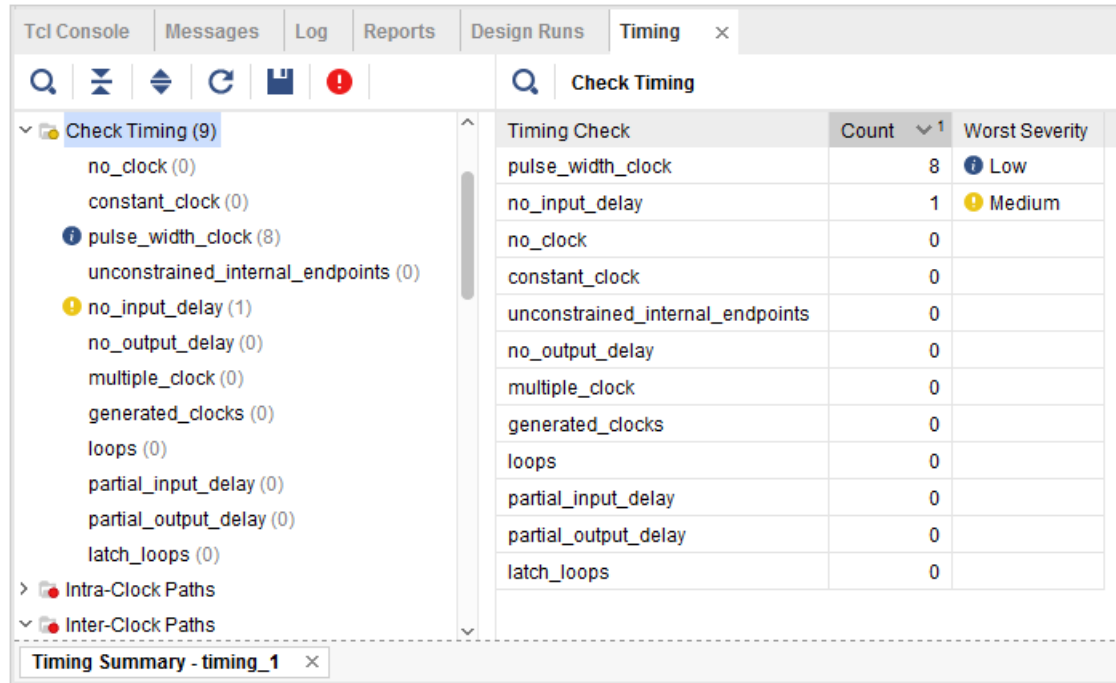 Tcl Console Messages Log Reports Design Runs Timing ×
Check Timing
Check Timing (9)
no_clock (0)
constant_clock (0)
pulse_width_clock (8)
unconstrained_internal_endpoints (0)
no_input_delay (1)
no_output_delay (0)
multiple_clock (0)
generated_clocks (0)
loops (0)
partial_input_delay (0)
partial_output_delay (0)
latch_loops (0)
Intra-Clock Paths
Inter-Clock Paths
Timing Check Count 1 Worst Severity
pulse_width_clock 8 Low
no_input_delay 1 Medium
no_clock 0
constant_clock 0
unconstrained_internal_endpoints 0
no_output_delay 0
multiple_clock 0
generated_clocks 0
loops 0
partial_input_delay 0
partial_output_delay 0
latch_loops 0
Timing Summary - timing_1 ×